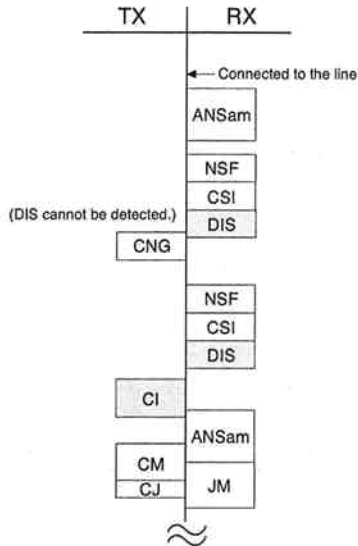 TX RX
Connected to the line
ANSam
NSF
CSI
(DIS cannot be detected.)
DIS
CNG
NSF
CSI
DIS
CI
ANSam
CM
CJ
JM